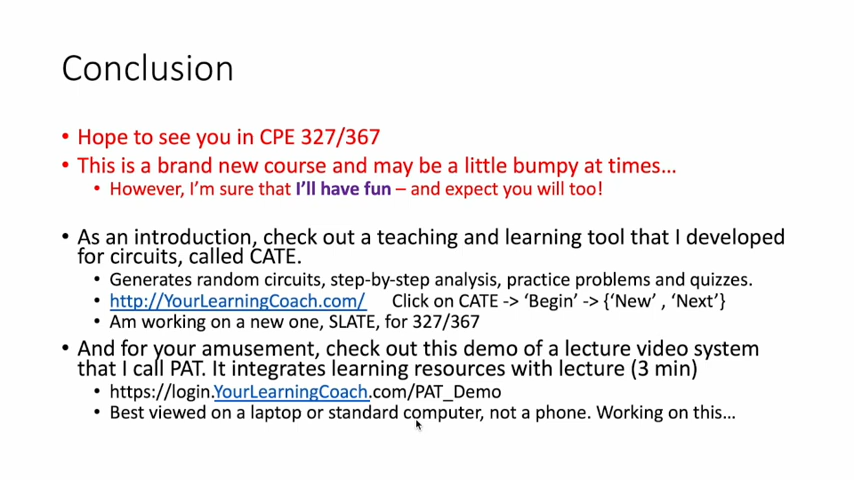 Conclusion
• Hope to see you in CPE 327/367
• This is a brand new course and may be a little bumpy at times…
• However, I'm sure that I'll have fun – and expect you will too!
• As an introduction, check out a teaching and learning tool that I developed
for circuits, called CATE.
• Generates random circuits, step-by-step analysis, practice problems and quizzes.
• http://YourLearningCoach.com/ Click on CATE -> 'Begin' -> {'New' , 'Next'}
• Am working on a new one, SLATE, for 327/367
• And for your amusement, check out this demo of a lecture video system
that I call PAT. It integrates learning resources with lecture (3 min)
• https://login.YourLearningCoach.com/PAT_Demo
• Best viewed on a laptop or standard computer, not a phone. Working on this…